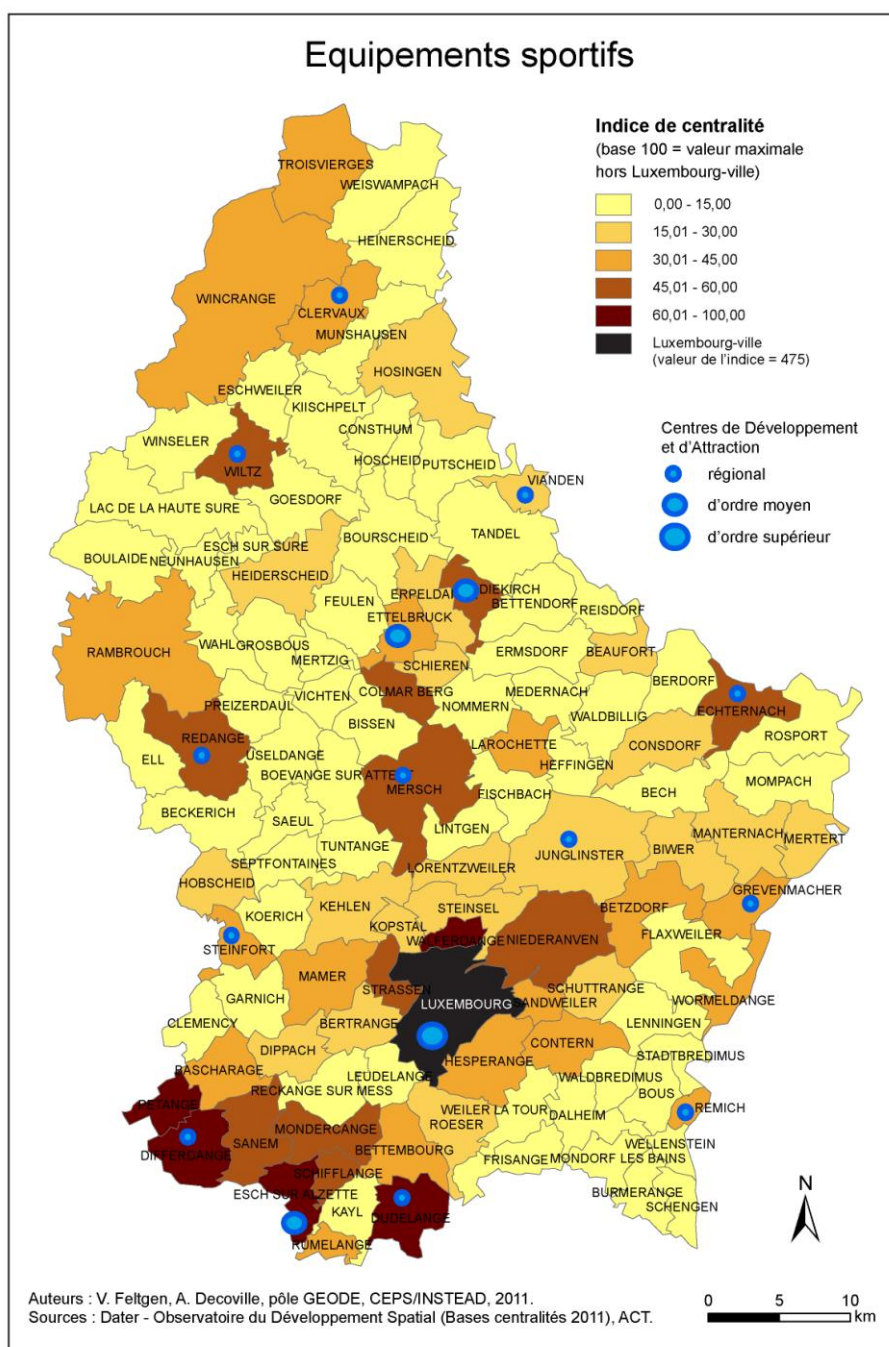 Equipements sportifs
Indice de centralité
(base 100 = valeur maximale
hors Luxembourg-ville)
0,00 - 15,00
15,01 - 30,00
30,01 - 45,00
45,01 - 60,00
60,01 - 100,00
Luxembourg-ville
(valeur de l'indice = 475)
Centres de Développement
et d'Attraction
régional
d'ordre moyen
d'ordre supérieur
TROISVIERGES
WEISWAMPACH
HEINERSCHEID
WINCRANGE
CLERVAUX
MUNSHAUSEN
HOSINGEN
ESCHWEILER
KIISCHPELT
CONSTHUM
WINSELER
HOSCHEID
PUTSCHEID
WILTZ
VIANDEN
GOESDORF
LAC DE LA HAUTE SURE
BOURSCHEID
TANDEL
ESCH SUR SURE
BOULAIDE
NEUNHAUSEN
HEIDERSCHEID
DIEKIRCH
FEULEN
BETTENDORF
REISDORF
ETTELBRUCK
WAHL
GROSBOUS
ERMSDORF
BEAUFORT
RAMBROUCH
MERTZIG
SCHIEREN
BERDORF
COLMAR BERG
MEDERNACH
VICHTEN
ECHTERNACH
PREIZERDAUL
NOMMERN
WALDBILLIG
BISSEN
ROSPORT
REDANGE
LAROCHETTE
CONSDORF
USELDANGE
ELL
HEFFINGEN
BOEVANGE SUR ATTERT
MOMPACH
MERSCH
FISCHBACH
BECH
BECKERICH
SAEUL
LINTGEN
MANTERNACH
MERTERT
TUNTANGE
JUNGLINSTER
BIWER
SEPTFONTAINES
LORENTZWEILER
HOBSCHEID
GREVENMACHER
KEHLEN
STEINSEL
BETZDORF
KOERICH
KOPSTAL
FLAXWEILER
STEINFORT
WALFERDANGE
NIEDERANVEN
MAMER
STRASSEN
SCHUTTRANGE
GARNICH
LUXEMBOURG
SANDWEILER
WORMELDANGE
CLEMENCY
BERTRANGE
LENNINGEN
CONTERN
DIPPACH
STADTBREDIMUS
HESPERANGE
BASCHARAGE
LEUDELANGE
WALDBREDIMUS
RECKANGE SUR MESS
BOUS
PETANGE
REMICH
WEILER LA TOUR
DALHEIM
ROESER
MONDERCANGE
SANEM
WELLENSTEIN
DIFFERDANGE
BETTEMBOURG
FRISANGE
MONDORF LES BAINS
SCHIFFLANGE
BURMERANGE
ESCH SUR ALZETTE
SCHENGEN
KAYL
DUDELANGE
RUMELANGE
N
Auteurs : V. Feltgen, A. Decoville, pôle GEODE, CEPS/INSTEAD, 2011.
Sources : Dater - Observatoire du Développement Spatial (Bases centralités 2011), ACT.
0 5 10
km